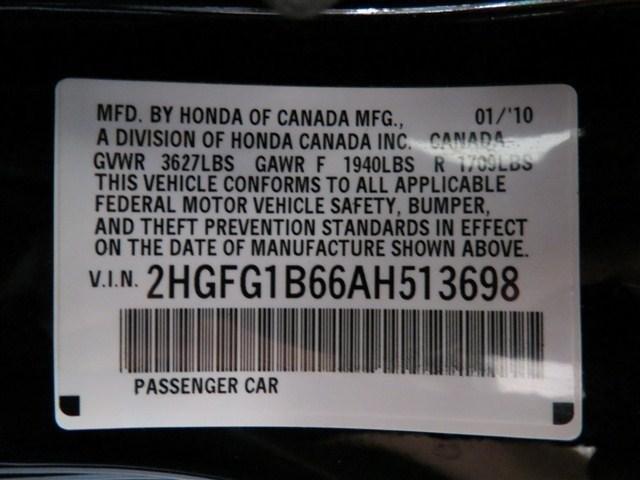 MFD. BY HONDA OF CANADA MFG., 01/'10
A DIVISION OF HONDA CANADA INC. CANADA
GVWR 3627LBS GAWR F 1940LBS R 1709LBS
THIS VEHICLE CONFORMS TO ALL APPLICABLE
FEDERAL MOTOR VEHICLE SAFETY, BUMPER,
AND THEFT PREVENTION STANDARDS IN EFFECT
ON THE DATE OF MANUFACTURE SHOWN ABOVE.
V.I.N. 2HGFG1B66AH513698
PASSENGER CAR